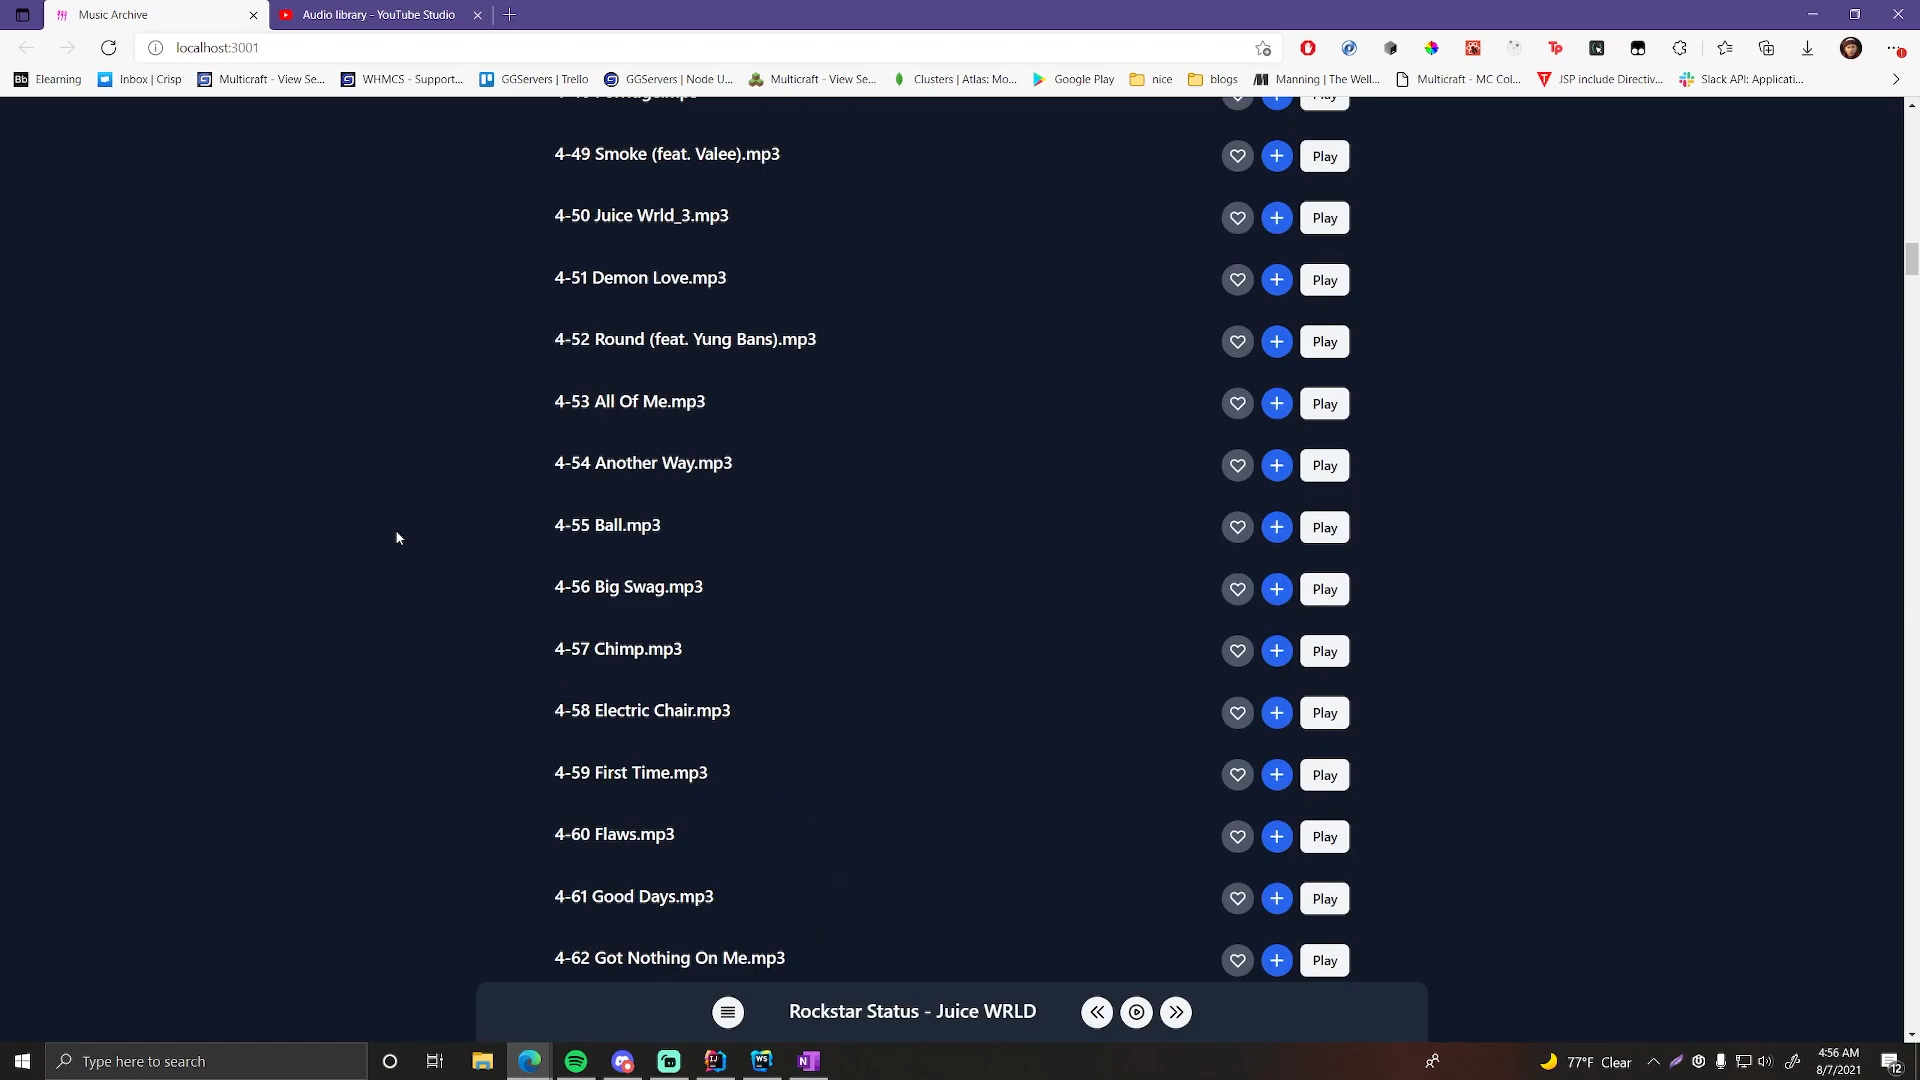 Music Archive
Audio library - YouTube Studio
localhost:3001
Bb Elearning
Inbox | Crisp
Multicraft - View Se...
WHMCS - Support...
GGServers | Trello
GGServers | Node U...
Multicraft - View Se...
Clusters | Atlas: Mo...
Google Play
nice
blogs
Manning | The Well...
Multicraft - MC Col...
JSP include Directiv...
Slack API: Applicati...
Play
4-49 Smoke (feat. Valee).mp3
Play
4-50 Juice Wrld_3.mp3
Play
4-51 Demon Love.mp3
Play
4-52 Round (feat. Yung Bans).mp3
Play
4-53 All Of Me.mp3
Play
4-54 Another Way.mp3
Play
4-55 Ball.mp3
Play
4-56 Big Swag.mp3
Play
4-57 Chimp.mp3
Play
4-58 Electric Chair.mp3
Play
4-59 First Time.mp3
Play
4-60 Flaws.mp3
Play
4-61 Good Days.mp3
Play
4-62 Got Nothing On Me.mp3
Play
Rockstar Status - Juice WRLD
Type here to search
77°F Clear
4:56 AM
8/7/2021
12